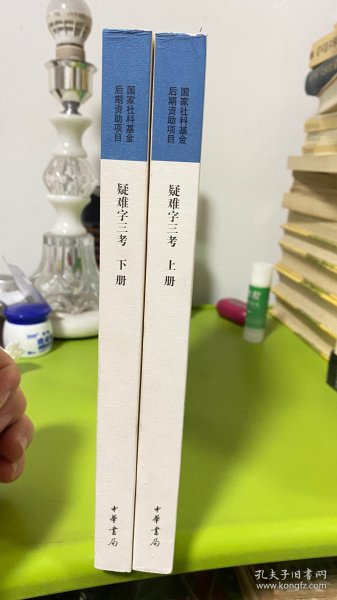 国家社科基金
后期资助项目
疑难字三考 下册
中华书局
国家社科基金
后期资助项目
疑难字三考 上册
中华书局
孔夫子旧书网
www.kongfz.com